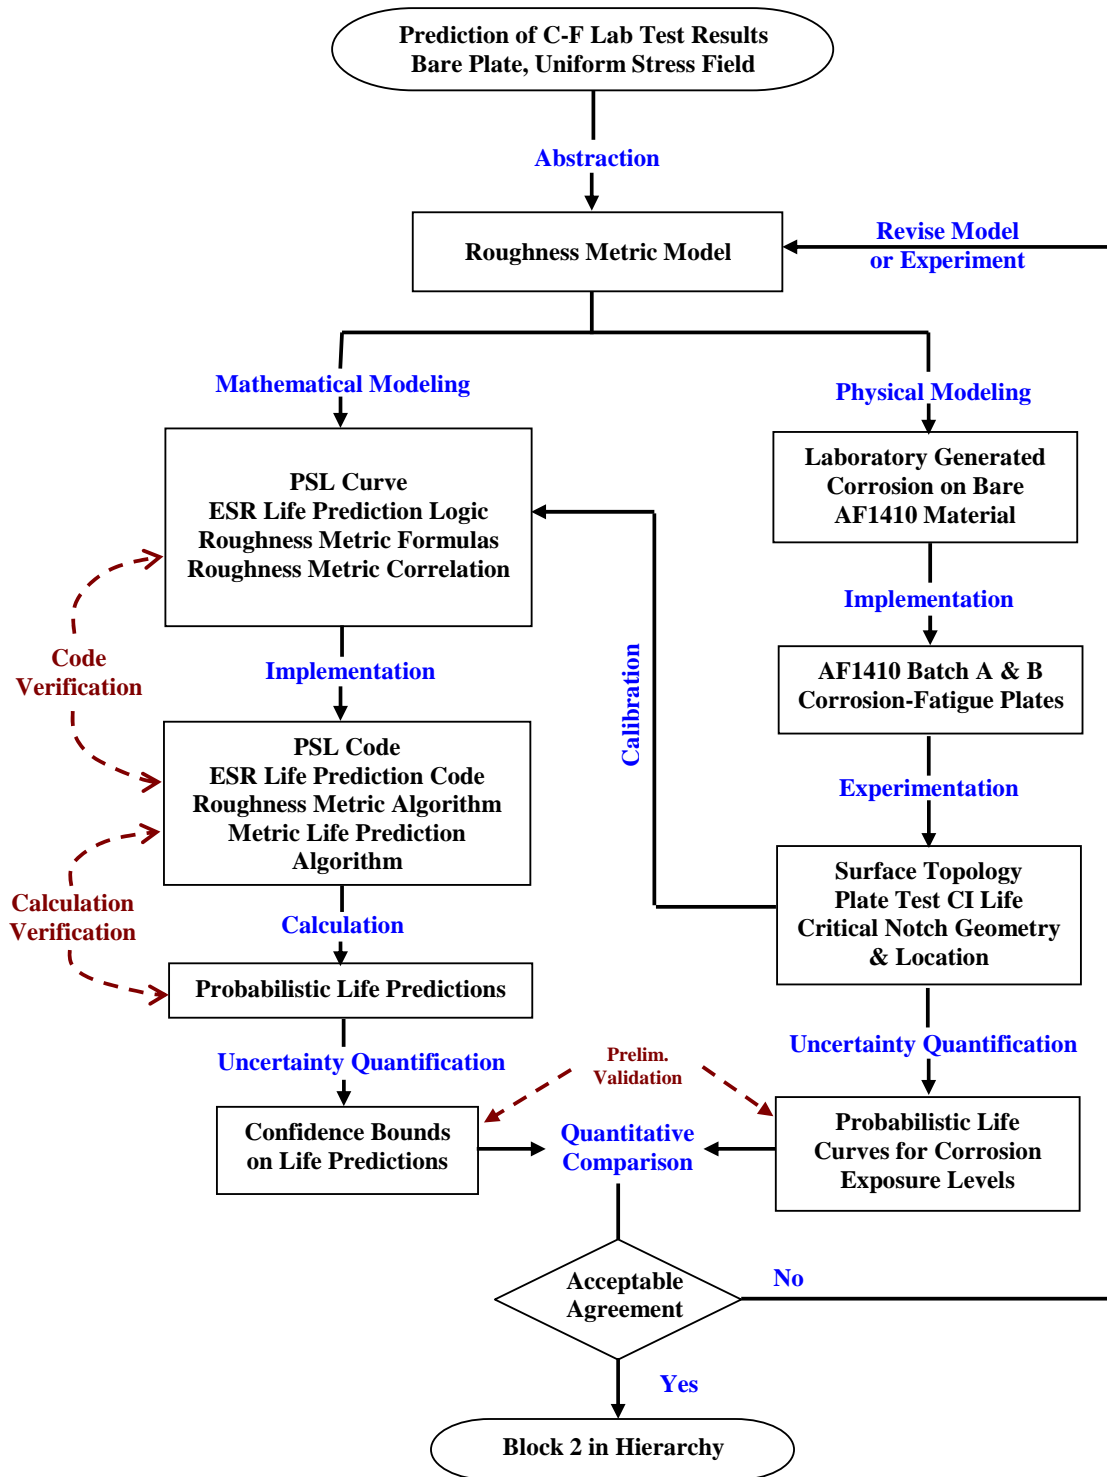 Prediction of C-F Lab Test Results
Bare Plate, Uniform Stress Field
Abstraction
Roughness Metric Model
Revise Model
or Experiment
Mathematical Modeling
Physical Modeling
PSL Curve
ESR Life Prediction Logic
Roughness Metric Formulas
Roughness Metric Correlation
Laboratory Generated
Corrosion on Bare
AF1410 Material
Code
Verification
Implementation
Calibration
Implementation
AF1410 Batch A & B
Corrosion-Fatigue Plates
PSL Code
ESR Life Prediction Code
Roughness Metric Algorithm
Metric Life Prediction
Algorithm
Experimentation
Surface Topology
Plate Test CI Life
Critical Notch Geometry
& Location
Calculation
Verification
Calculation
Probabilistic Life Predictions
Uncertainty Quantification
Prelim.
Validation
Uncertainty Quantification
Confidence Bounds
on Life Predictions
Quantitative
Comparison
Probabilistic Life
Curves for Corrosion
Exposure Levels
Acceptable
Agreement
No
Yes
Block 2 in Hierarchy